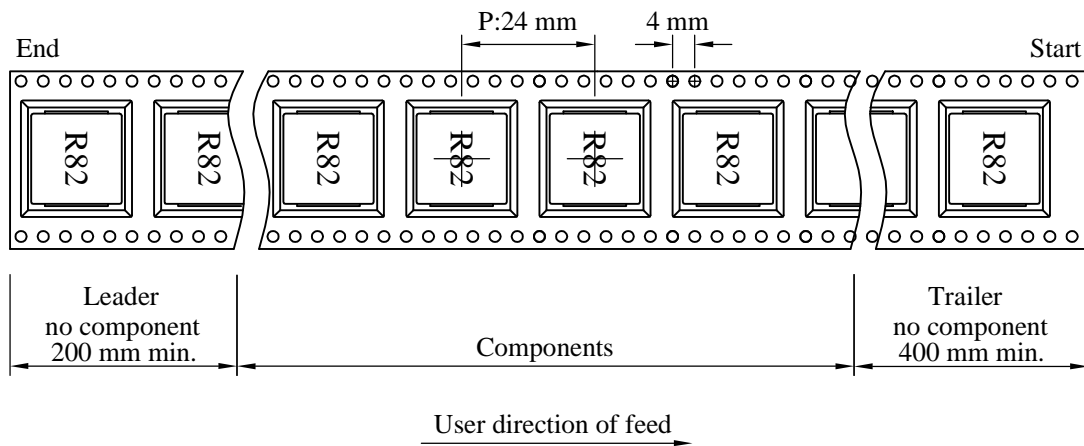 P:24 mm
4 mm
End
Start
R82
R82
R82
R82
R82
R82
R82
Leader
no component
200 mm min.
Components
Trailer
no component
400 mm min.
User direction of feed